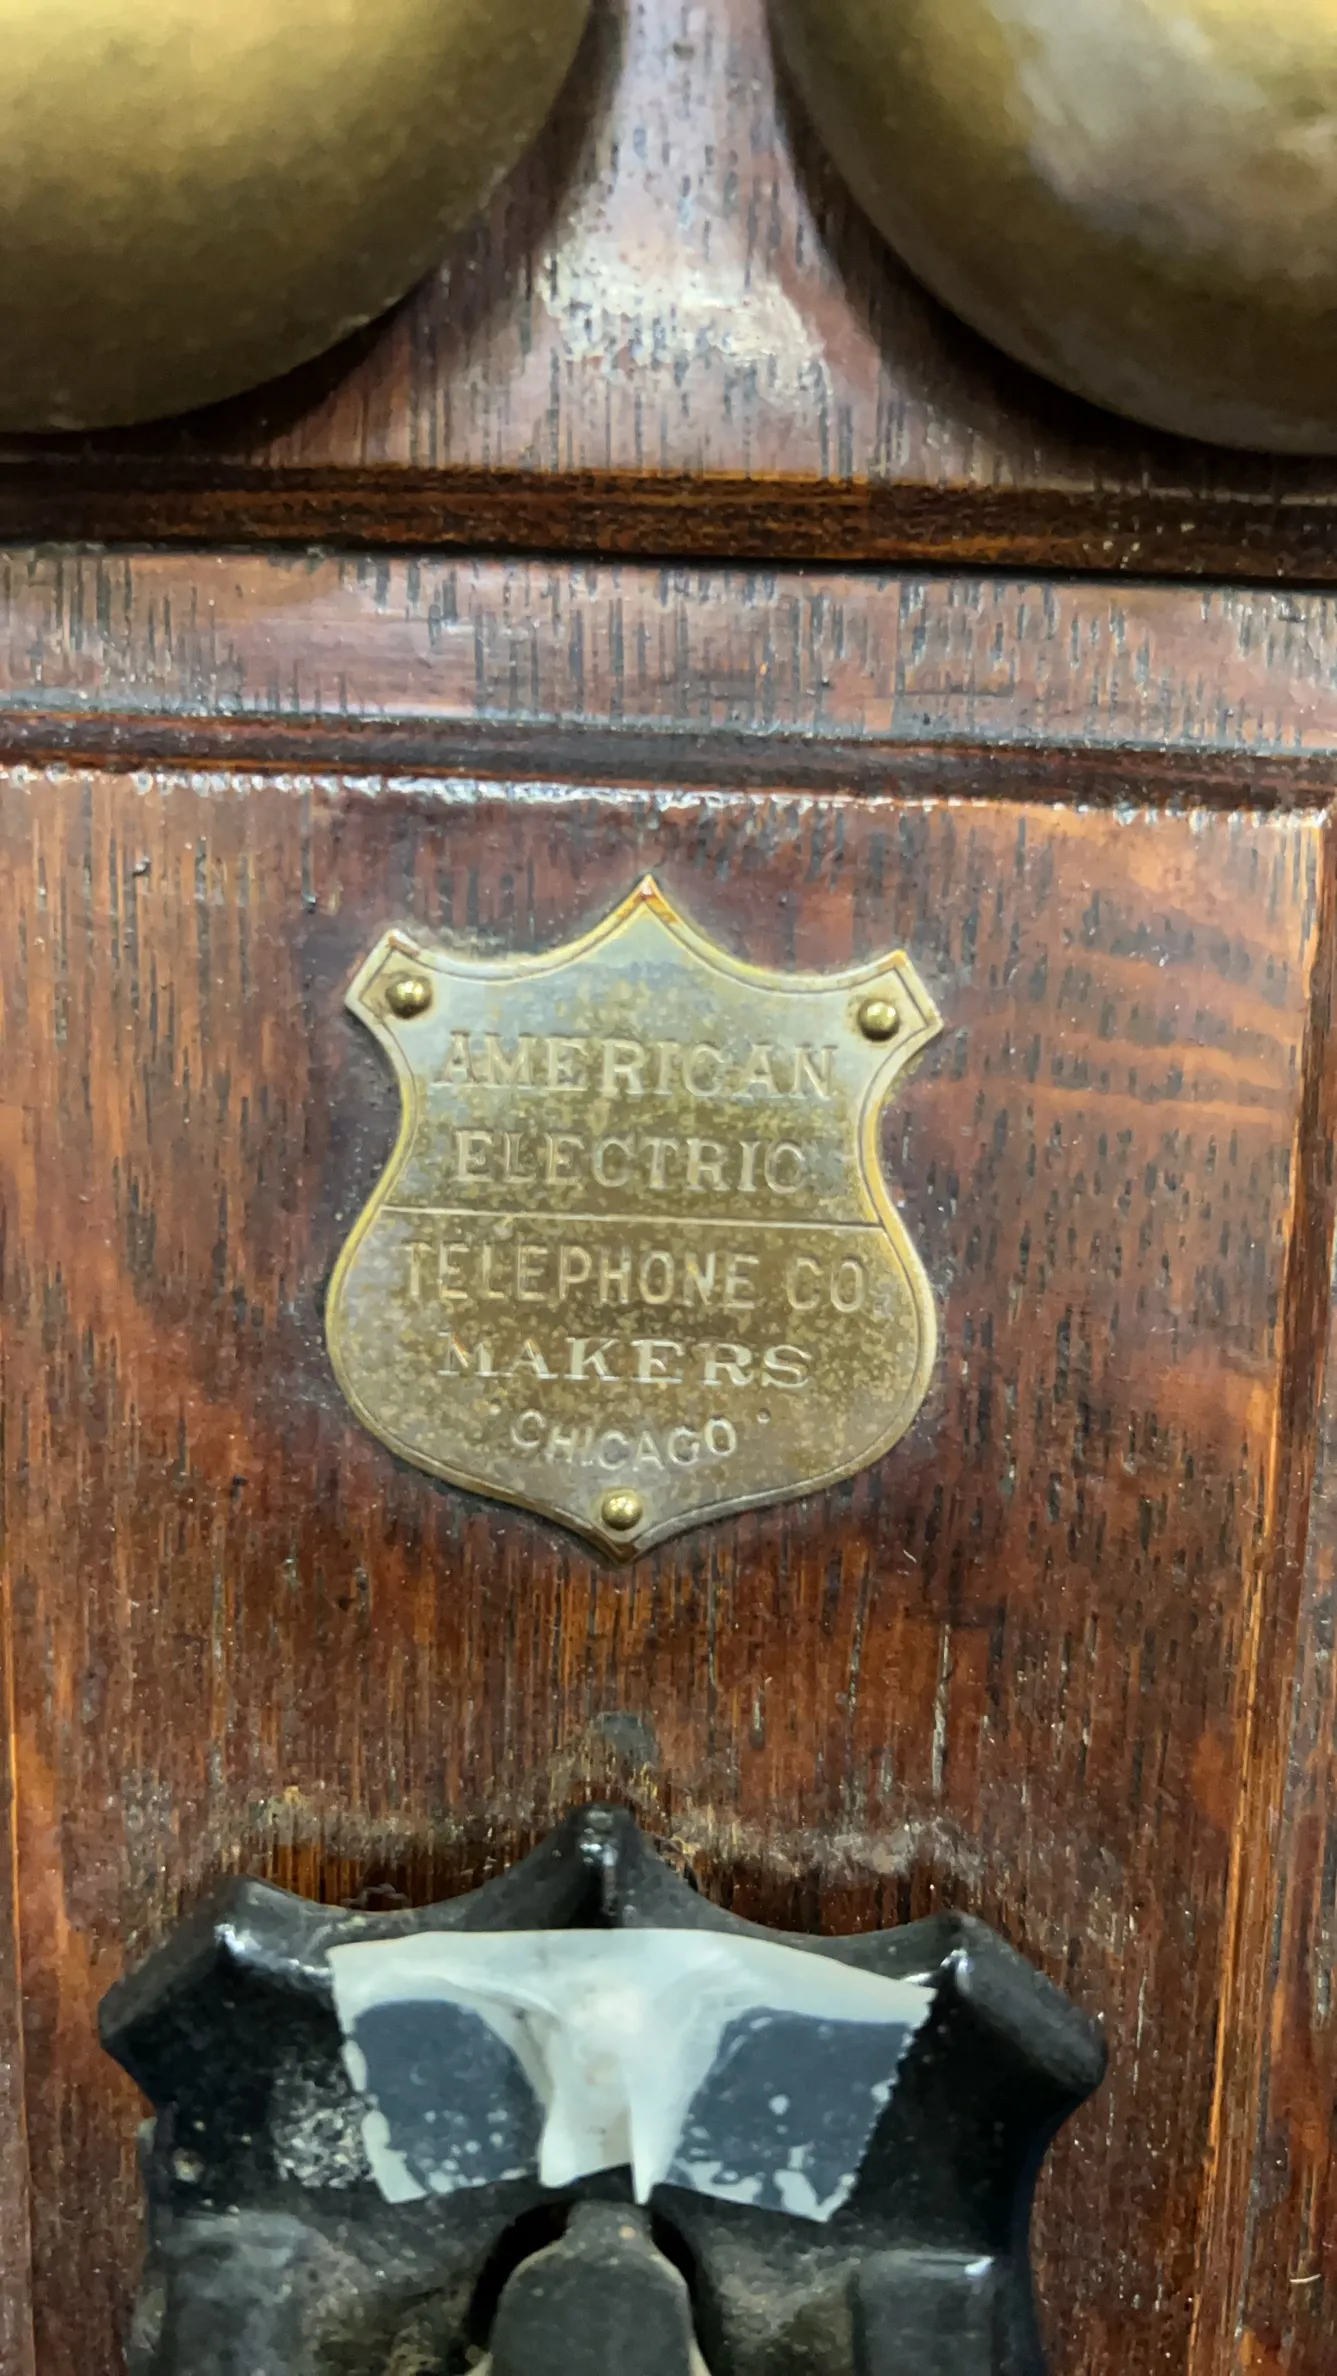 AMERICAN
ELECTRIC
TELEPHONE CO.
MAKERS
CHICAGO